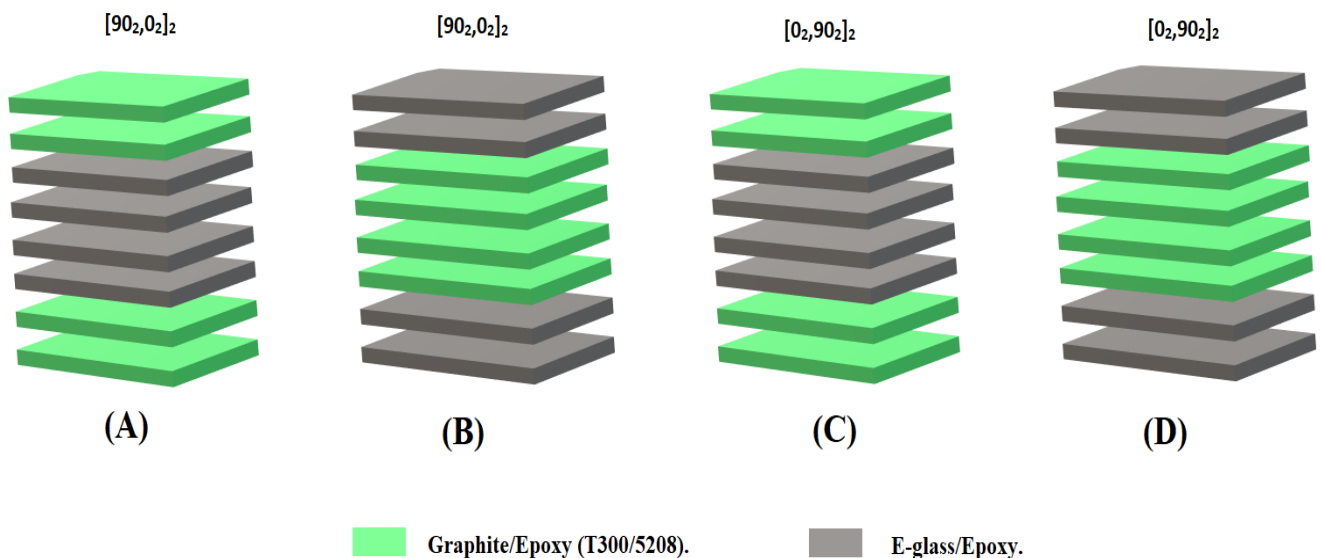 [90₂,0₂]₂
[90₂,0₂]₂
[0₂,90₂]₂
[0₂,90₂]₂
(A)
(B)
(C)
(D)
Graphite/Epoxy (T300/5208).
E-glass/Epoxy.